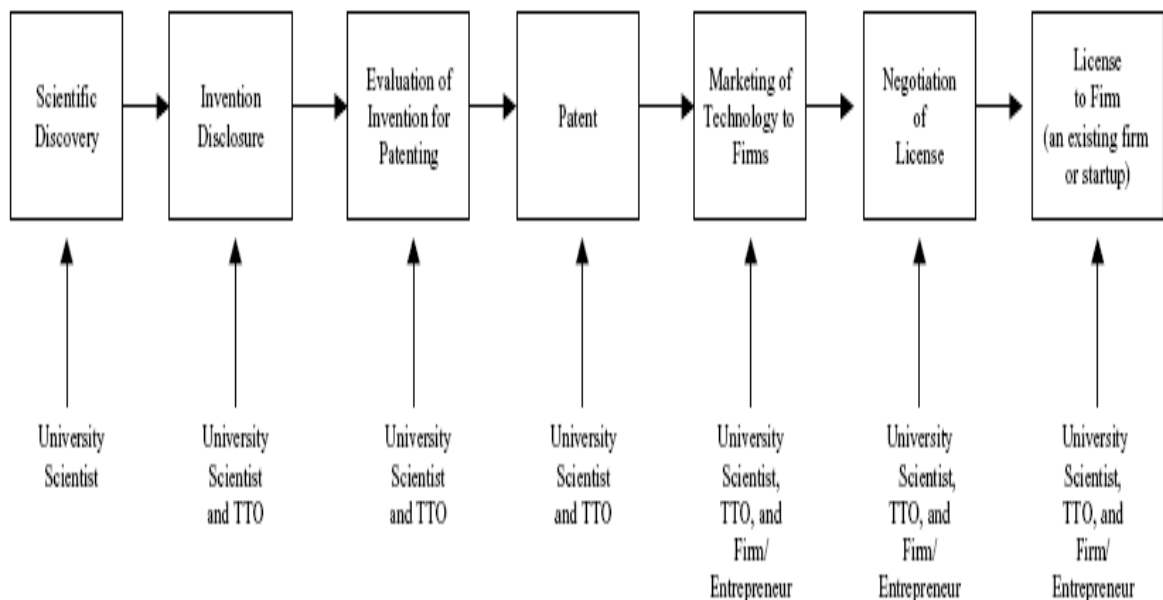 Scientific
Discovery
Invention
Disclosure
Evaluation of
Invention for
Patenting
Patent
Marketing of
Technology to
Firms
Negotiation
of
License
License
to Firm
(an existing firm
or startup)
University
Scientist
University
Scientist
and TTO
University
Scientist
and TTO
University
Scientist
and TTO
University
Scientist,
TTO, and
Firm/
Entrepreneur
University
Scientist,
TTO, and
Firm/
Entrepreneur
University
Scientist,
TTO, and
Firm/
Entrepreneur